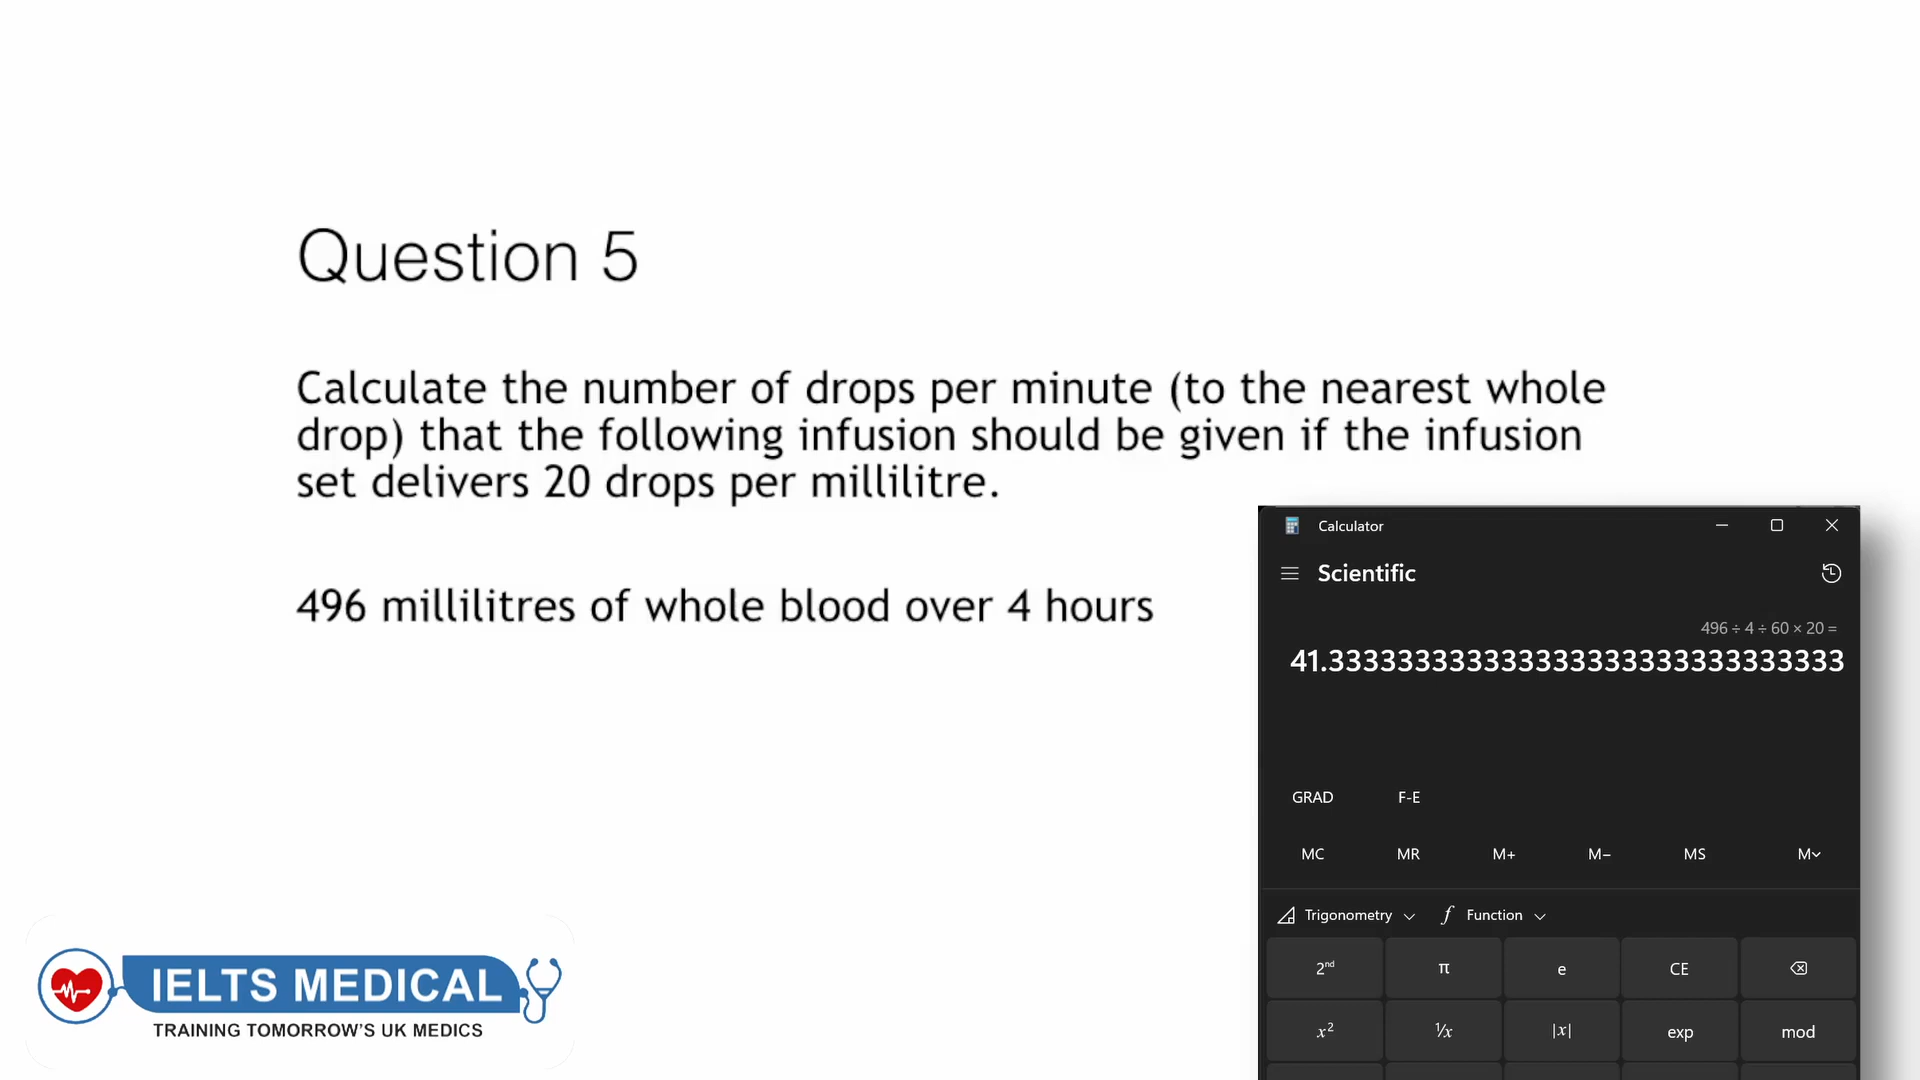 Question 5
Calculate the number of drops per minute (to the nearest whole
drop) that the following infusion should be given if the infusion
set delivers 20 drops per millilitre.
496 millilitres of whole blood over 4 hours
Calculator
Scientific
496 ÷ 4 ÷ 60 × 20 =
41.333333333333333333333333333333
GRAD F-E
MC MR M+ M− MS M
Trigonometry Function
2nd π e CE
x² ¹/x |x| exp mod
IELTS MEDICAL
TRAINING TOMORROW'S UK MEDICS